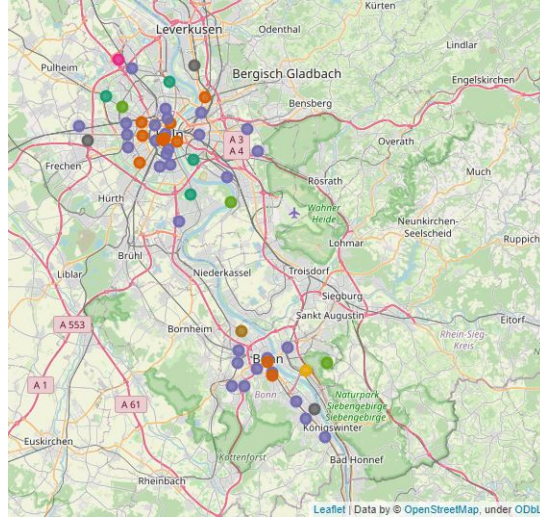 Kürten
Leverkusen
Odenthal
Lindlar
Pulheim
Bergisch Gladbach
Engelskirchen
Bensberg
A 3
A 4
Overath
Frechen
Rösrath
Much
Hürth
Wahner
Heide
Neunkirchen-
Seelscheid
Ruppich
Lohmar
Brühl
Liblar
Niederkassel
Troisdorf
Siegburg
Sankt Augustin
A 553
Bornheim
Eitorf
Rhein-Sieg-
Kreis
Bonn
A 1
Bonn
Naturpark
Siebengebirge
Siebengebirge
A 61
Königswinter
Euskirchen
Kottenforst
Bad Honnef
Rheinbach
Leaflet | Data by © OpenStreetMap, under ODbL